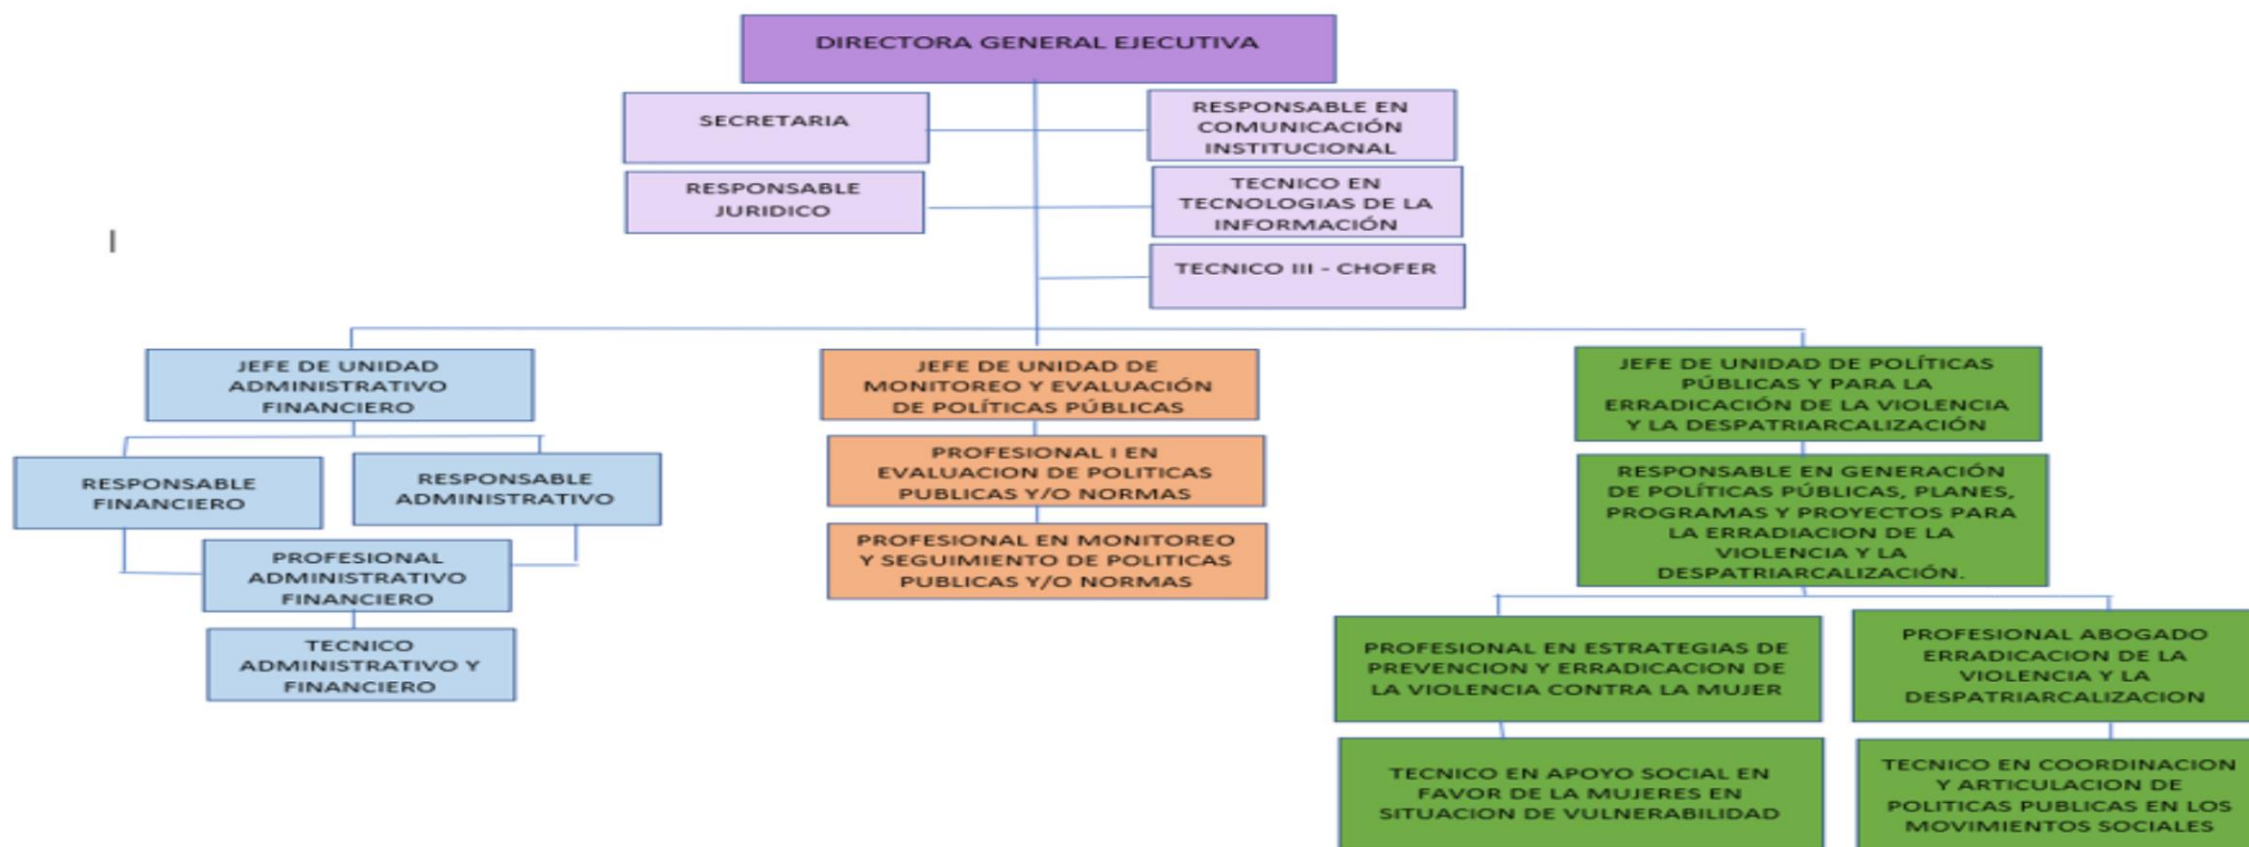 DIRECTORA GENERAL EJECUTIVA
SECRETARIA
RESPONSABLE EN
COMUNICACIÓN
INSTITUCIONAL
RESPONSABLE
JURIDICO
TECNICO EN
TECNOLOGIAS DE LA
INFORMACIÓN
TECNICO III - CHOFER
JEFE DE UNIDAD
ADMINISTRATIVO
FINANCIERO
RESPONSABLE
FINANCIERO
RESPONSABLE
ADMINISTRATIVO
PROFESIONAL
ADMINISTRATIVO
FINANCIERO
TECNICO
ADMINISTRATIVO Y
FINANCIERO
JEFE DE UNIDAD DE
MONITOREO Y EVALUACIÓN
DE POLÍTICAS PÚBLICAS
PROFESIONAL I EN
EVALUACION DE POLITICAS
PUBLICAS Y/O NORMAS
PROFESIONAL EN MONITOREO
Y SEGUIMIENTO DE POLITICAS
PUBLICAS Y/O NORMAS
JEFE DE UNIDAD DE POLÍTICAS
PÚBLICAS Y PARA LA
ERRADICACIÓN DE LA VIOLENCIA
Y LA DESPATRIARCALIZACIÓN
RESPONSABLE EN GENERACIÓN
DE POLÍTICAS PÚBLICAS, PLANES,
PROGRAMAS Y PROYECTOS PARA
LA ERRADIACION DE LA
VIOLENCIA Y LA
DESPATRIARCALIZACIÓN.
PROFESIONAL EN ESTRATEGIAS DE
PREVENCION Y ERRADICACION DE
LA VIOLENCIA CONTRA LA MUJER
TECNICO EN APOYO SOCIAL EN
FAVOR DE LA MUJERES EN
SITUACION DE VULNERABILIDAD
PROFESIONAL ABOGADO
ERRADICACION DE LA
VIOLENCIA Y LA
DESPATRIARCALIZACION
TECNICO EN COORDINACION
Y ARTICULACION DE
POLITICAS PUBLICAS EN LOS
MOVIMIENTOS SOCIALES